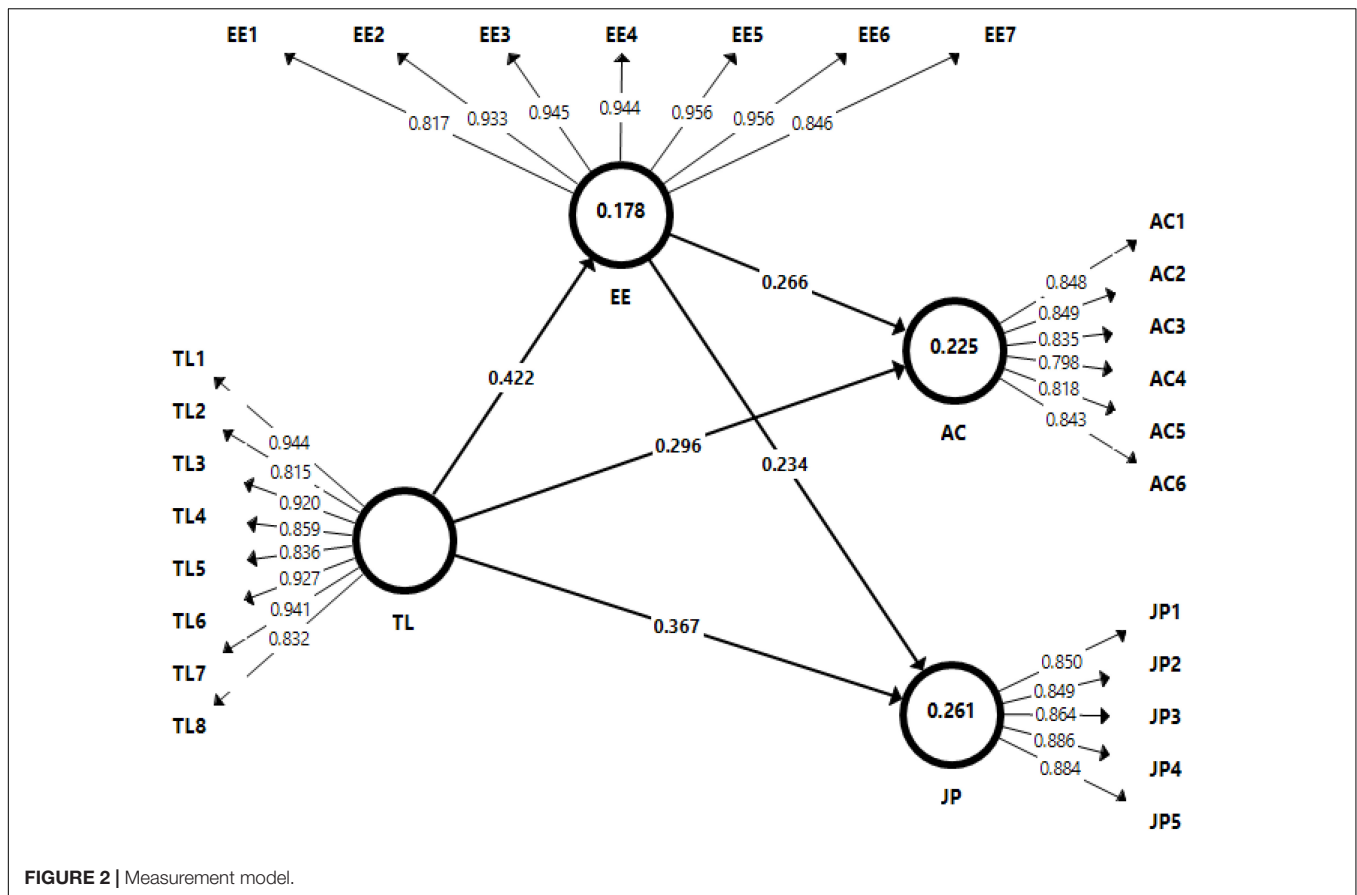 EE1 EE2 EE3 EE4 EE5 EE6 EE7
0.817 0.933 0.945 0.944 0.956 0.956 0.846
0.178
EE
0.266
0.422
0.296
0.234
0.367
TL1
TL2
TL3
TL4
TL5
TL6
TL7
TL8
0.944
0.815
0.920
0.859
0.836
0.927
0.941
0.832
TL
0.225
AC
0.848
0.849
0.835
0.798
0.818
0.843
AC1
AC2
AC3
AC4
AC5
AC6
0.261
JP
0.850
0.849
0.864
0.886
0.884
JP1
JP2
JP3
JP4
JP5
FIGURE 2 | Measurement model.